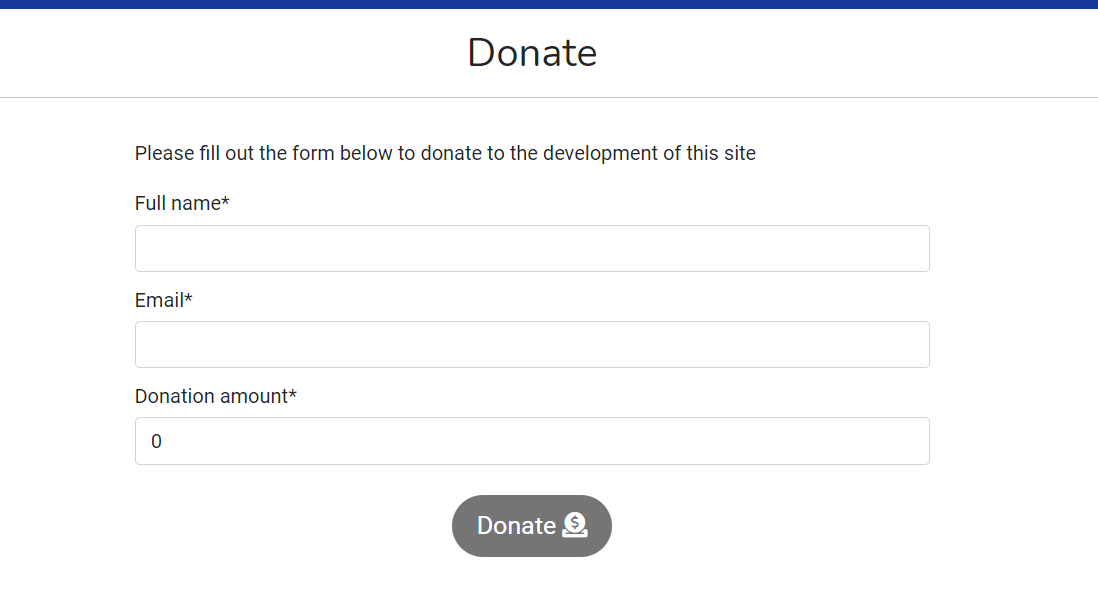 Donate
Please fill out the form below to donate to the development of this site
Full name*
Email*
Donation amount*
0
Donate $